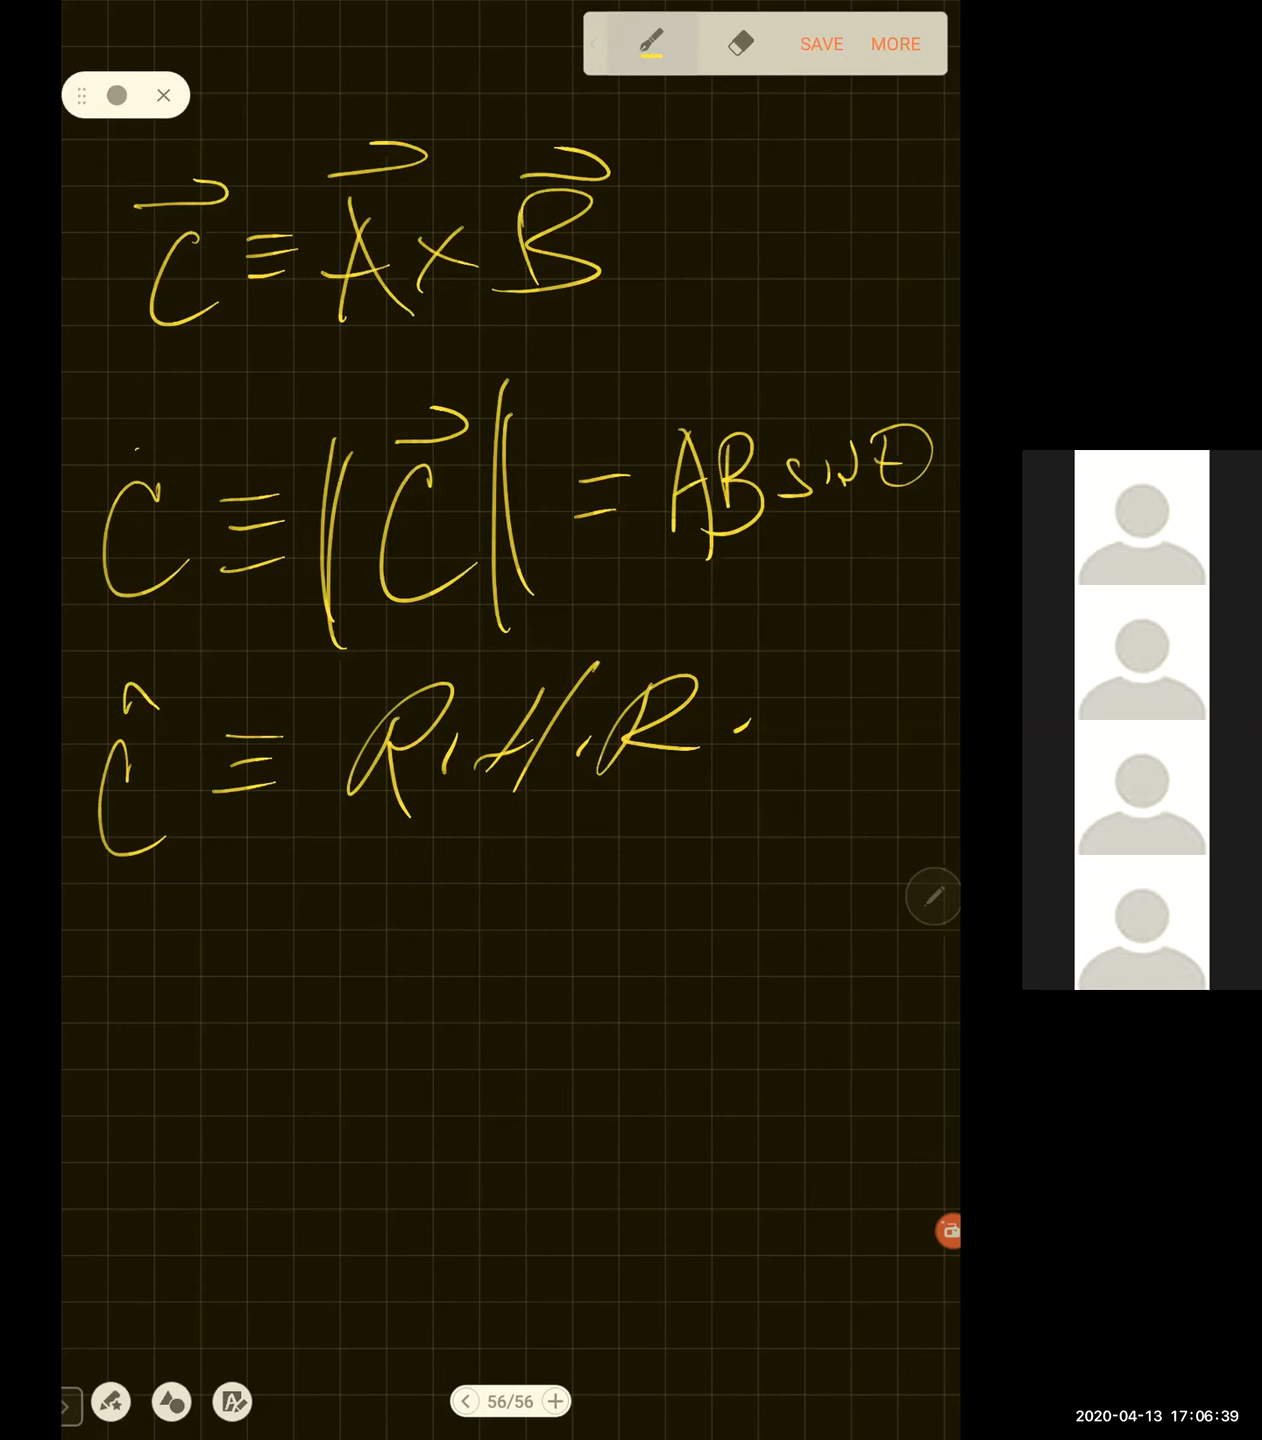 SAVE MORE
C⃗ ≡ A⃗ × B⃗
C ≡ |C⃗| = AB SIN θ
Ĉ ≡ R.H.R.
56/56
2020-04-13 17:06:39